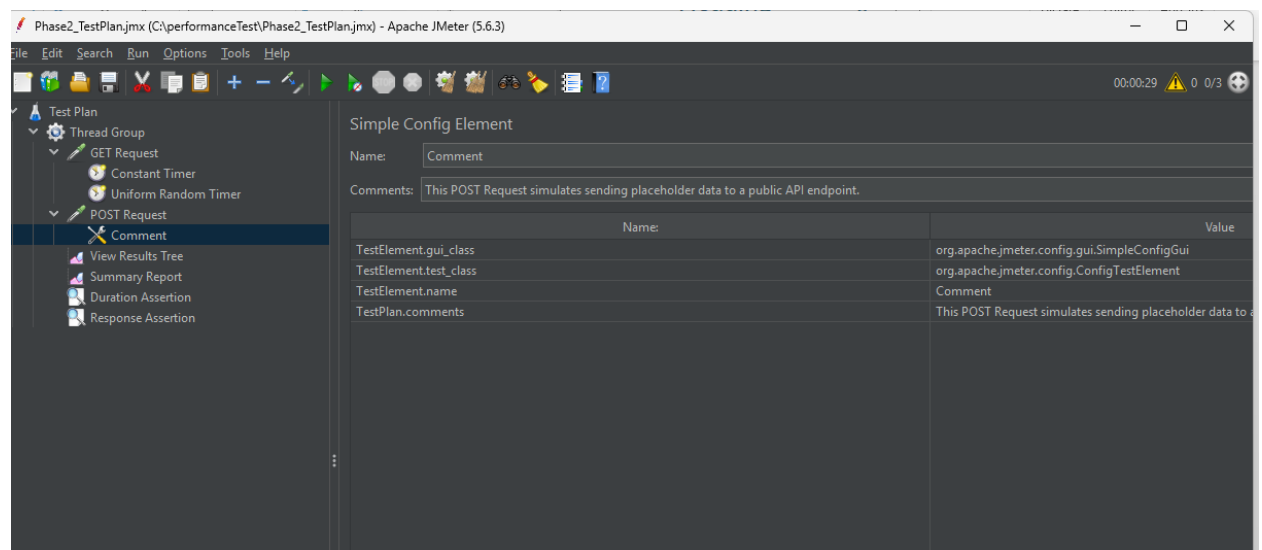 Phase2_TestPlan.jmx (C:\performanceTest\Phase2_TestPlan.jmx) - Apache JMeter (5.6.3)
File Edit Search Run Options Tools Help
STOP 00:00:29 0 0/3
Test Plan
Thread Group
GET Request
Constant Timer
Uniform Random Timer
POST Request
Comment
View Results Tree
Summary Report
Duration Assertion
Response Assertion
Simple Config Element
Name: Comment
Comments: This POST Request simulates sending placeholder data to a public API endpoint.
Name: Value
TestElement.gui_class org.apache.jmeter.config.gui.SimpleConfigGui
TestElement.test_class org.apache.jmeter.config.ConfigTestElement
TestElement.name Comment
TestPlan.comments This POST Request simulates sending placeholder data to a